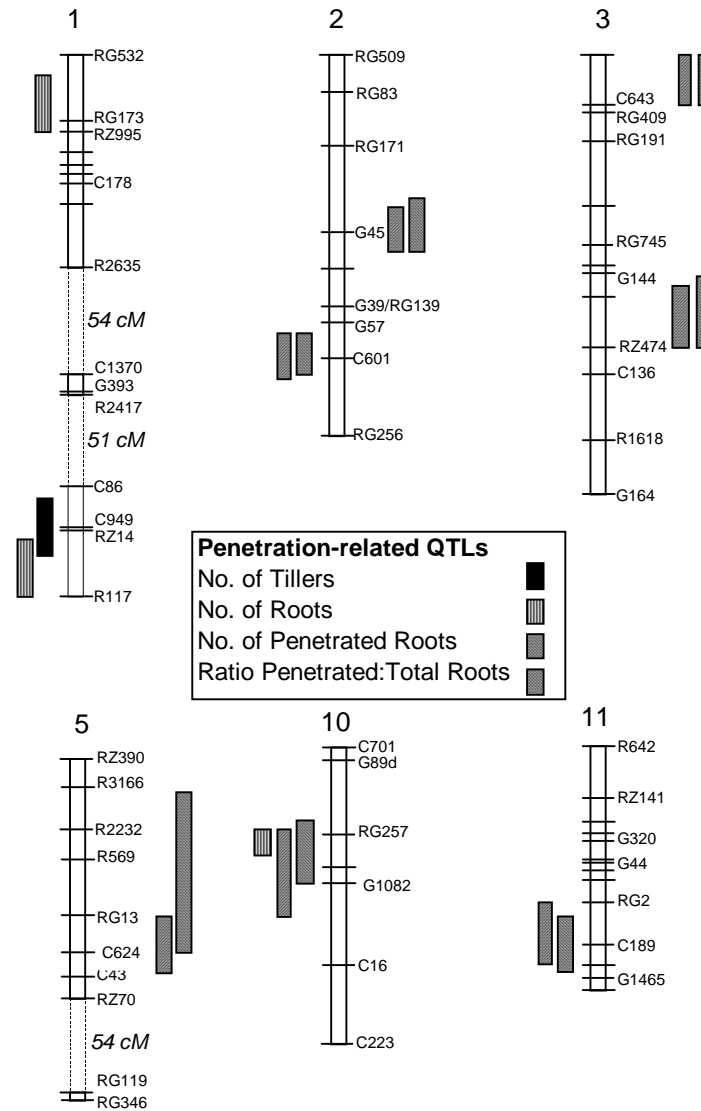 1
RG532
RG173
RZ995
C178
R2635
54 cM
C1370
G393
R2417
51 cM
C86
C949
RZ14
R117
2
RG509
RG83
RG171
G45
G39/RG139
G57
C601
RG256
3
C643
RG409
RG191
RG745
G144
RZ474
C136
R1618
G164
Penetration-related QTLs
No. of Tillers
No. of Roots
No. of Penetrated Roots
Ratio Penetrated:Total Roots
5
RZ390
R3166
R2232
R569
RG13
C624
C43
RZ70
54 cM
RG119
RG346
10
C701
G89d
RG257
G1082
C16
C223
11
R642
RZ141
G320
G44
RG2
C189
G1465